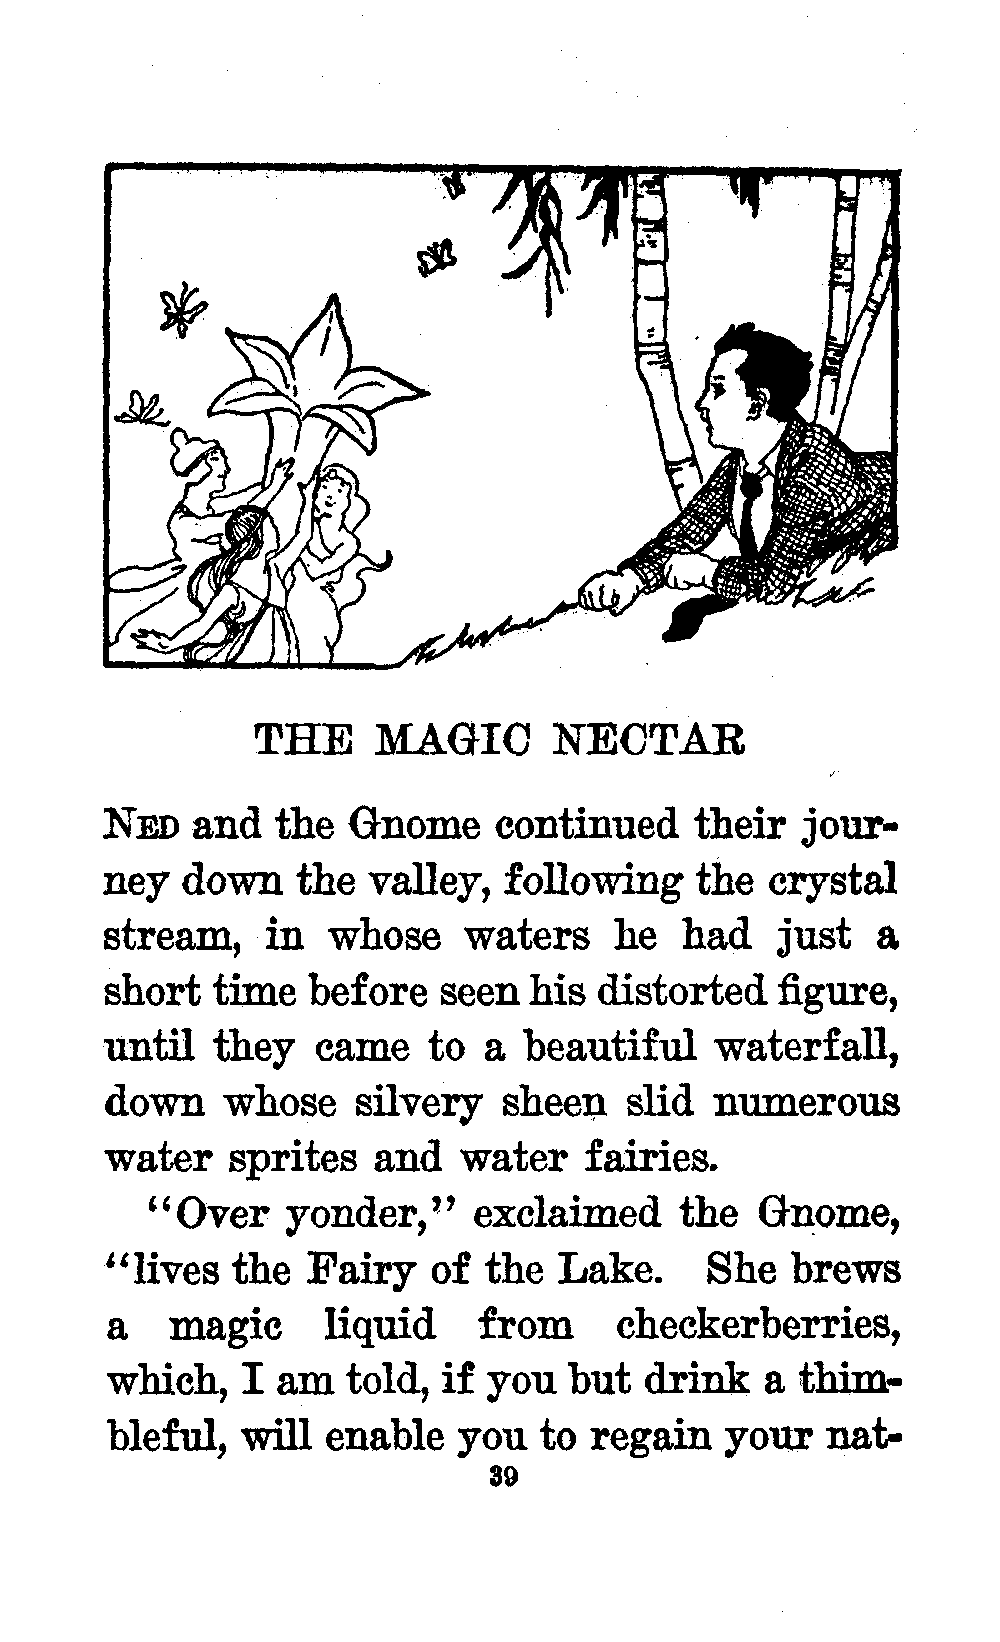 THE MAGIC NECTAR
NED and the Gnome continued their jour-
ney down the valley, following the crystal
stream, in whose waters he had just a
short time before seen his distorted figure,
until they came to a beautiful waterfall,
down whose silvery sheen slid numerous
water sprites and water fairies.
"Over yonder," exclaimed the Gnome,
"lives the Fairy of the Lake. She brews
a magic liquid from checkerberries,
which, I am told, if you but drink a thim-
bleful, will enable you to regain your nat-
39